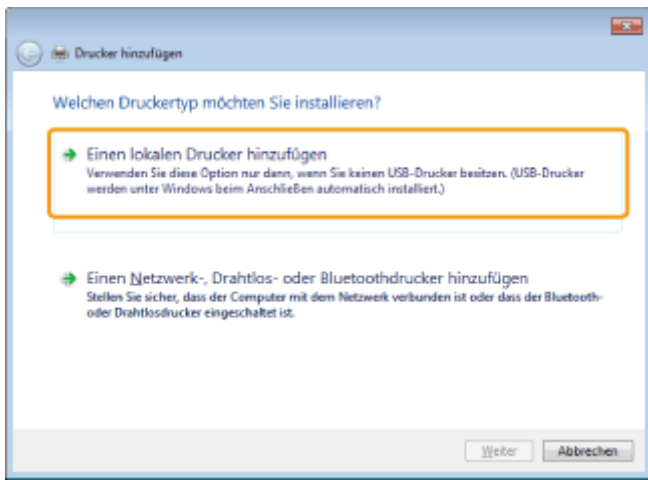 Drucker hinzufügen
Welchen Druckertyp möchten Sie installieren?
Einen lokalen Drucker hinzufügen
Verwenden Sie diese Option nur dann, wenn Sie keinen USB-Drucker besitzen. (USB-Drucker
werden unter Windows beim Anschließen automatisch installiert.)
Einen Netzwerk-, Drahtlos- oder Bluetoothdrucker hinzufügen
Stellen Sie sicher, dass der Computer mit dem Netzwerk verbunden ist oder dass der Bluetooth-
oder Drahtlosdrucker eingeschaltet ist.
Weiter Abbrechen